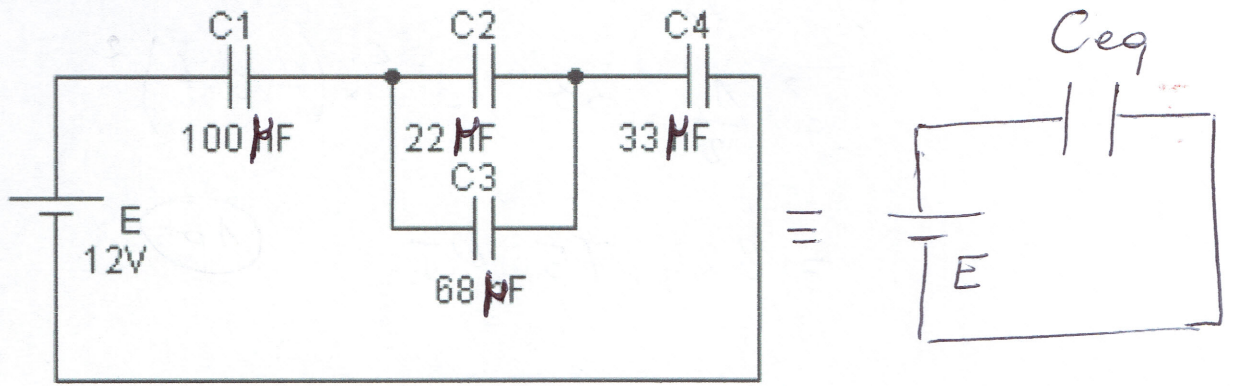 C1
C2
C4
Ceq
100 µF
22 µF
33 µF
C3
E
12V
68 µF
≡
E